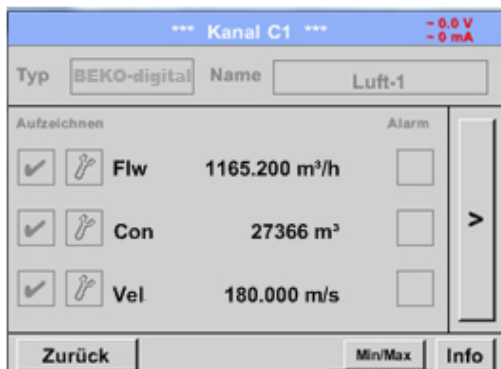 *** Kanal C1 ***
~ 0.0 V
~ 0 mA
Typ BEKO-digital Name Luft-1
Aufzeichnen Alarm
Flw 1165.200 m³/h
Con 27366 m³
Vel 180.000 m/s
>
Zurück Min/Max Info